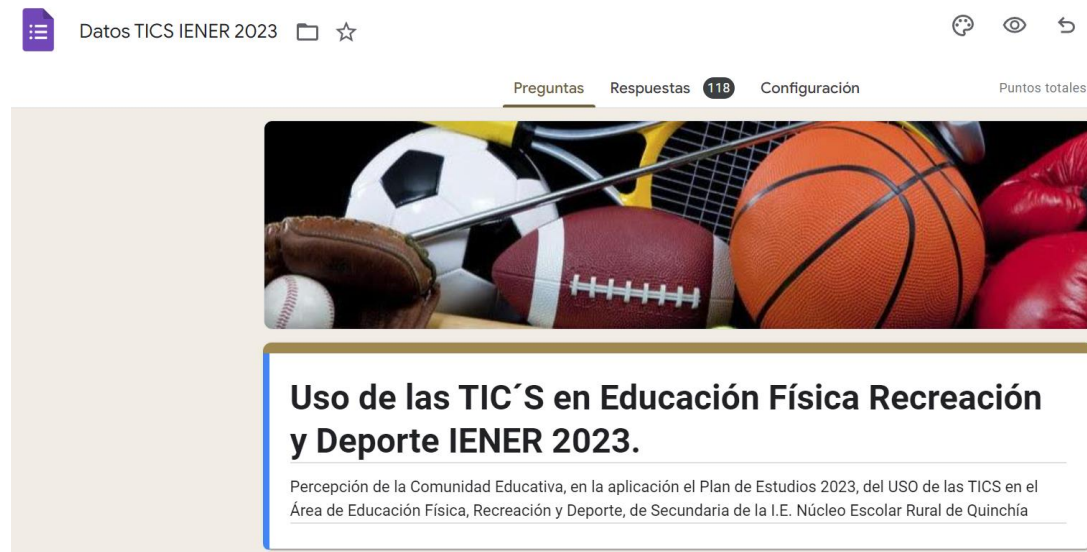 Datos TICS IENER 2023
Preguntas Respuestas 118 Configuración Puntos totales
Uso de las TIC´S en Educación Física Recreación
y Deporte IENER 2023.
Percepción de la Comunidad Educativa, en la aplicación el Plan de Estudios 2023, del USO de las TICS en el
Área de Educación Física, Recreación y Deporte, de Secundaria de la I.E. Núcleo Escolar Rural de Quinchía